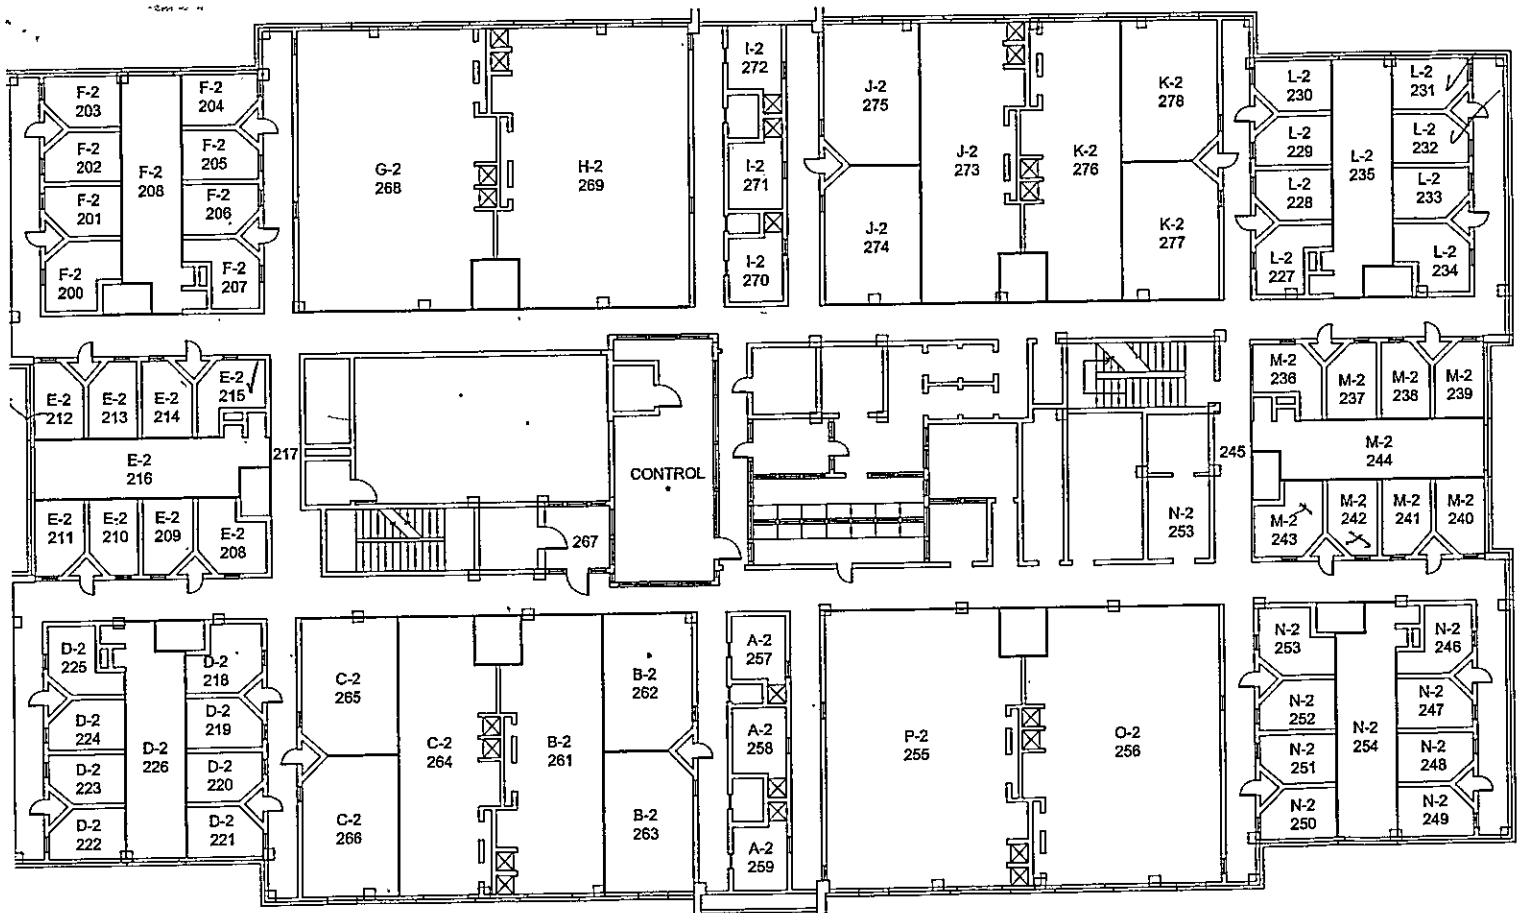 F-2
203
F-2
204
F-2
202
F-2
205
F-2
208
F-2
201
F-2
206
F-2
200
F-2
207
G-2
268
H-2
269
I-2
272
I-2
271
I-2
270
J-2
275
J-2
274
J-2
273
K-2
276
K-2
278
K-2
277
L-2
230
L-2
231
L-2
229
L-2
232
L-2
235
L-2
228
L-2
233
L-2
227
L-2
234
E-2
212
E-2
213
E-2
214
E-2
215
E-2
216
217
E-2
211
E-2
210
E-2
209
E-2
208
CONTROL
267
N-2
253
245
M-2
236
M-2
237
M-2
238
M-2
239
M-2
244
M-2
243
M-2
242
M-2
241
M-2
240
D-2
225
D-2
218
D-2
224
D-2
219
D-2
226
D-2
223
D-2
220
D-2
222
D-2
221
C-2
265
C-2
264
C-2
266
B-2
261
B-2
262
B-2
263
A-2
257
A-2
258
A-2
259
P-2
255
O-2
256
N-2
253
N-2
246
N-2
252
N-2
247
N-2
254
N-2
251
N-2
248
N-2
250
N-2
249